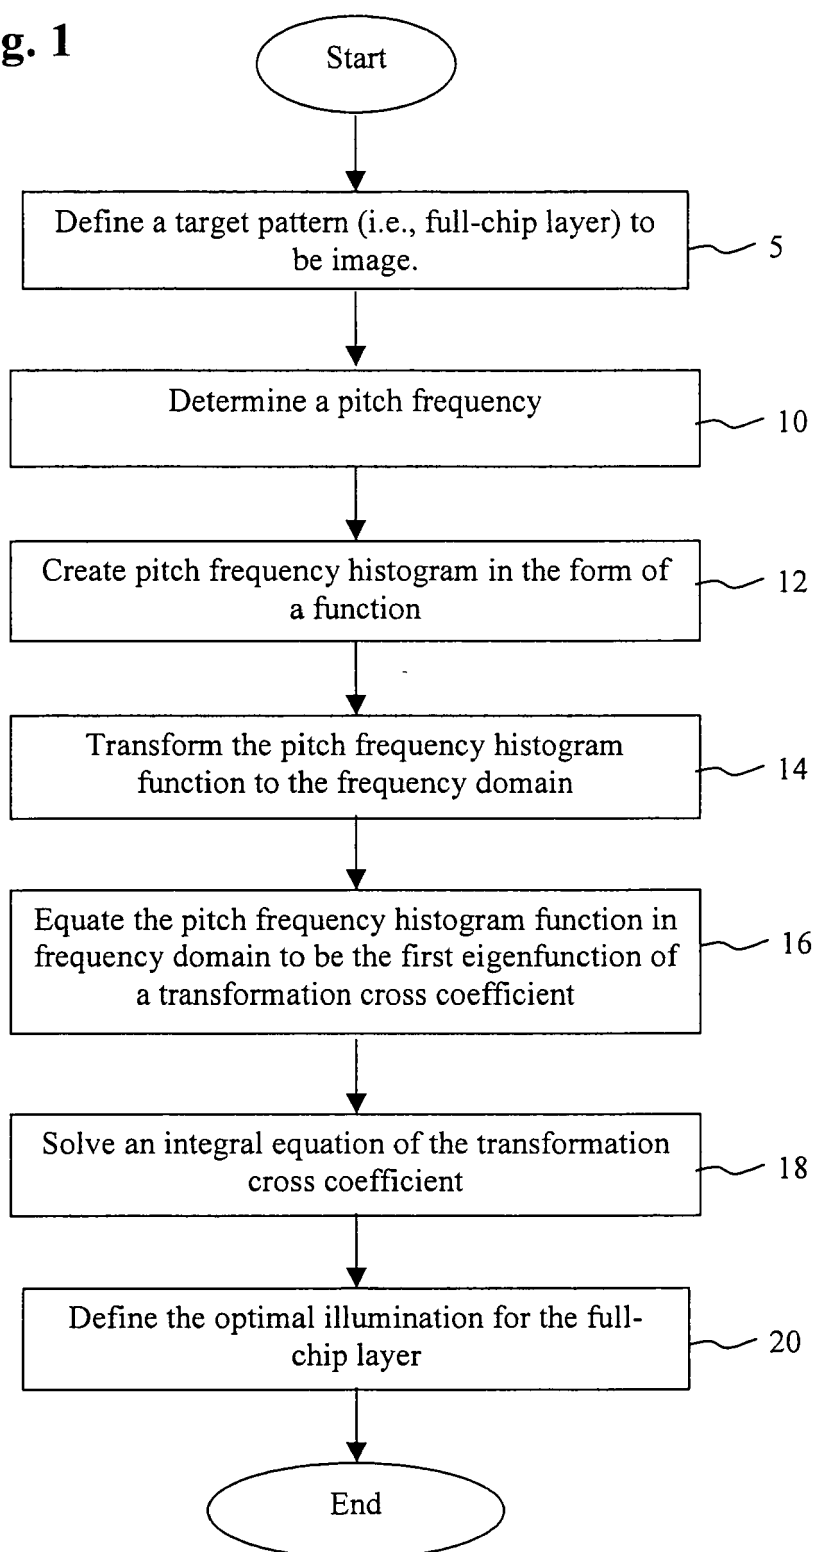 g. 1
Start
Define a target pattern (i.e., full-chip layer) to
be image.
5
Determine a pitch frequency
10
Create pitch frequency histogram in the form of
a function
12
Transform the pitch frequency histogram
function to the frequency domain
14
Equate the pitch frequency histogram function in
frequency domain to be the first eigenfunction of
a transformation cross coefficient
16
Solve an integral equation of the transformation
cross coefficient
18
Define the optimal illumination for the full-
chip layer
20
End